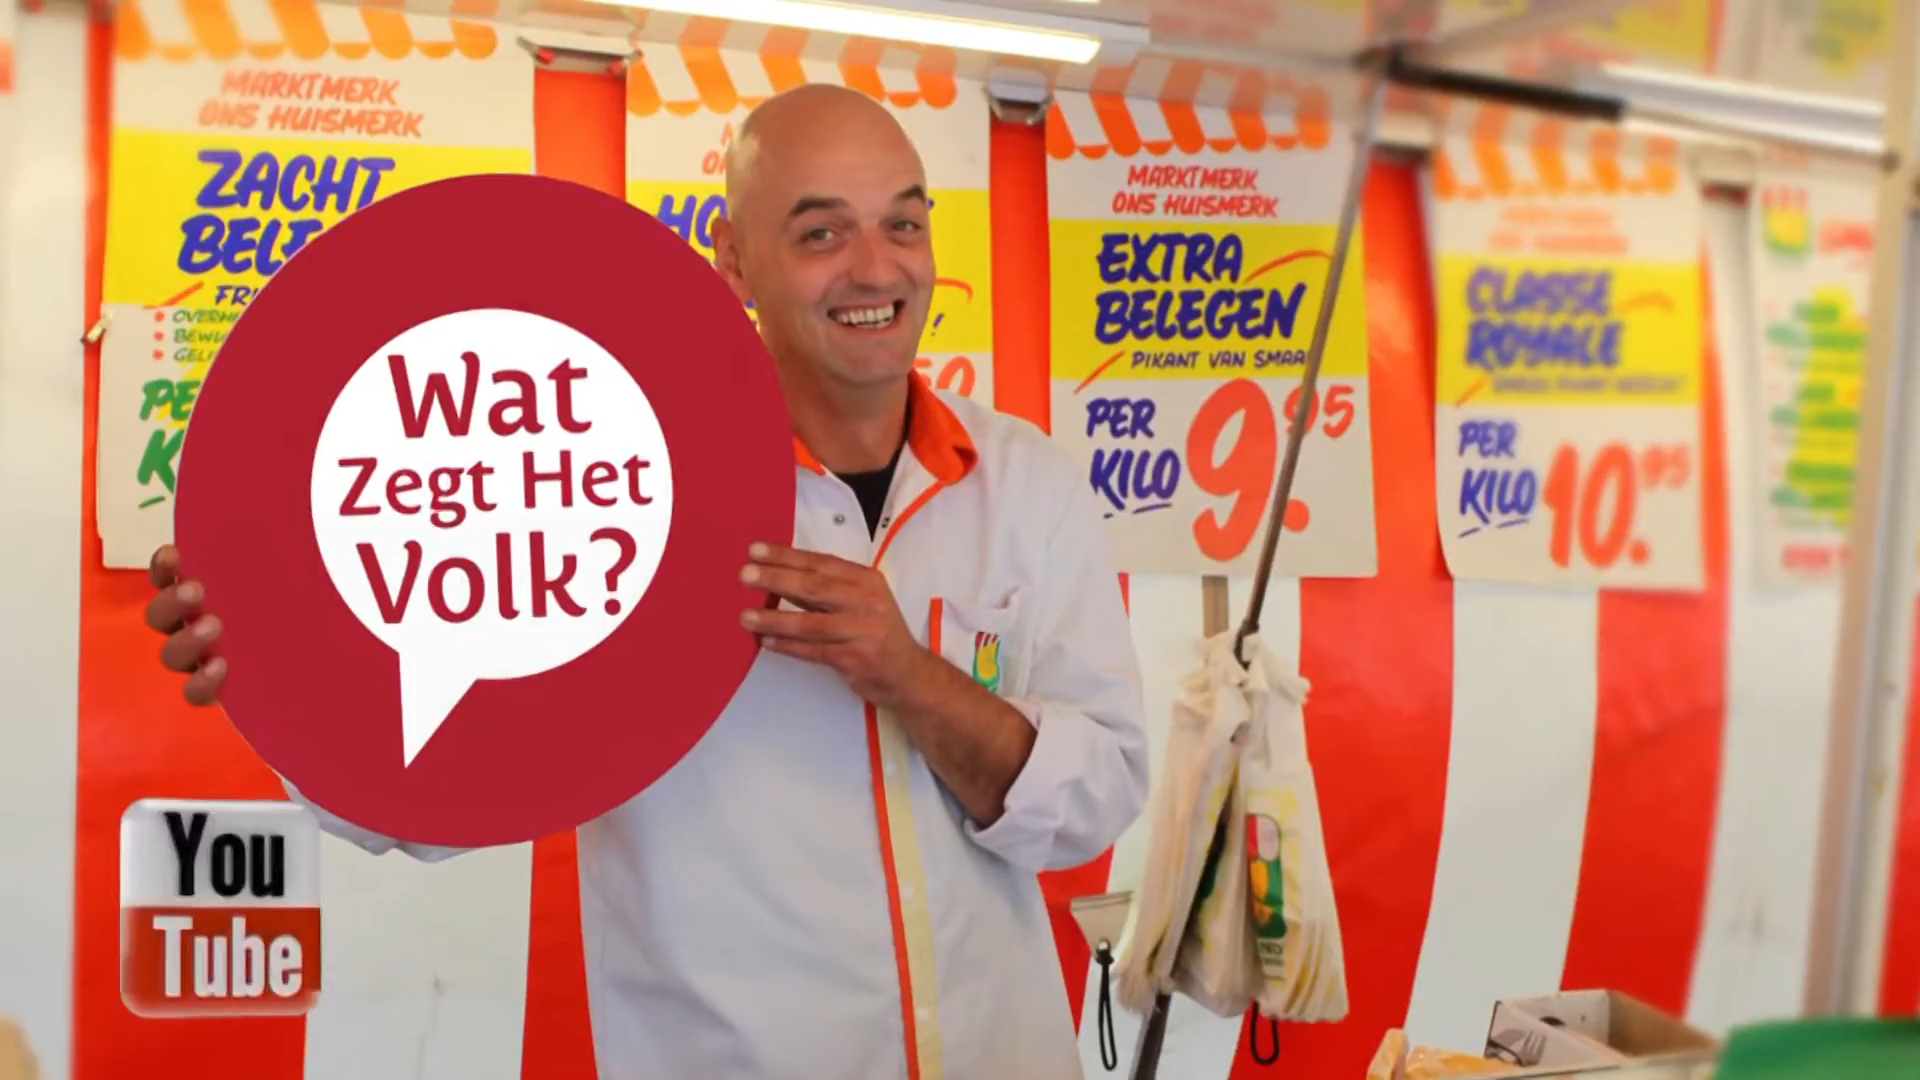 MARKTMERK
ONS HUISMERK
ZACHT
PER
MARKTMERK
ONS HUISMERK
EXTRA
BELEGEN
PIKANT VAN SMAAK
PER
KILO
9.95
CLASSE
ROYALE
PER
KILO
10.95
Wat
Zegt Het
Volk?
You
Tube